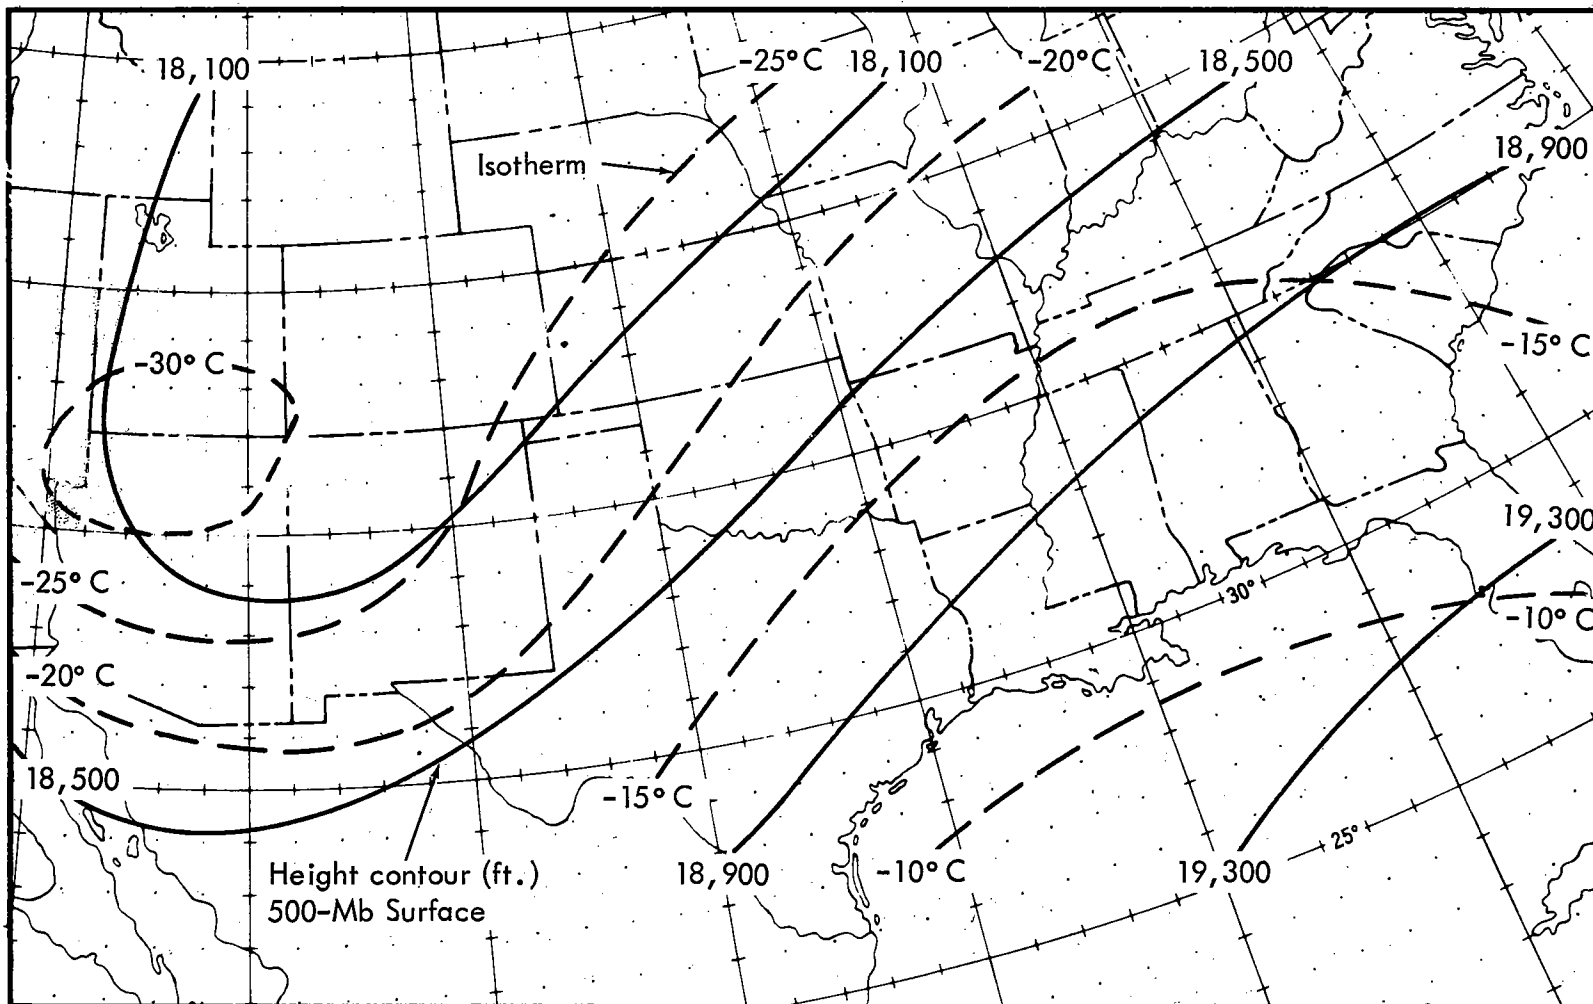 18,100
-25°C
18,100
-20°C
18,500
Isotherm
18,900
-30°C
-15°C
19,300
-25°C
30°
-10°C
-20°C
18,500
-15°C
25°
Height contour (ft.)
500-Mb Surface
18,900
-10°C
19,300